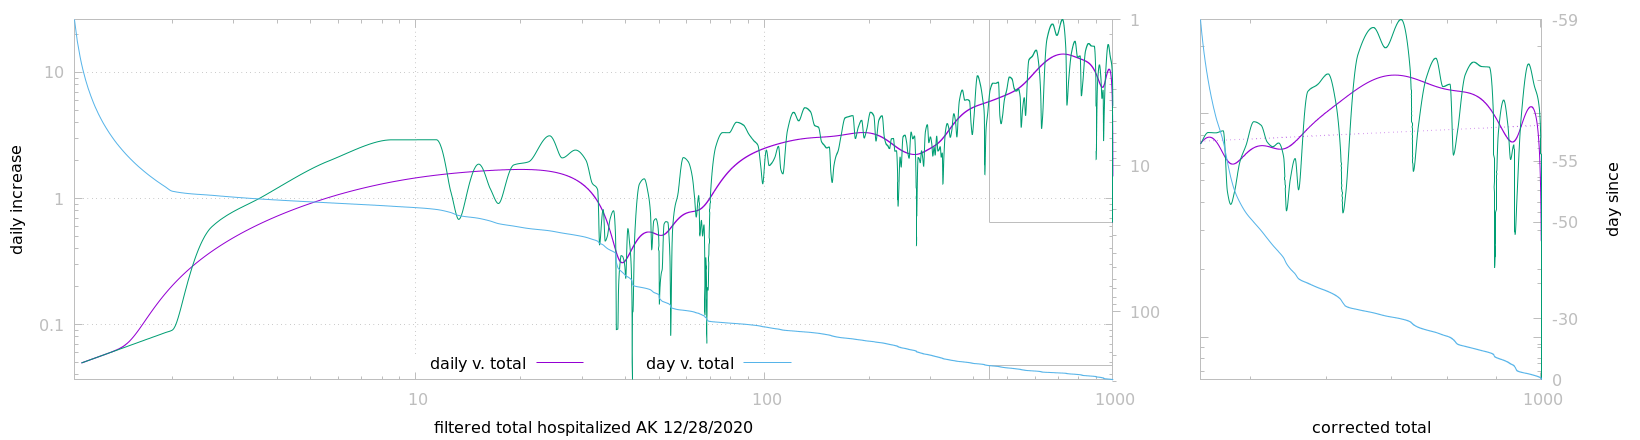 1
-59
10
daily increase
10
-55
1
day since
-50
100
-30
0.1
daily v. total
day v. total
0
10
100
1000
1000
filtered total hospitalized AK 12/28/2020
corrected total